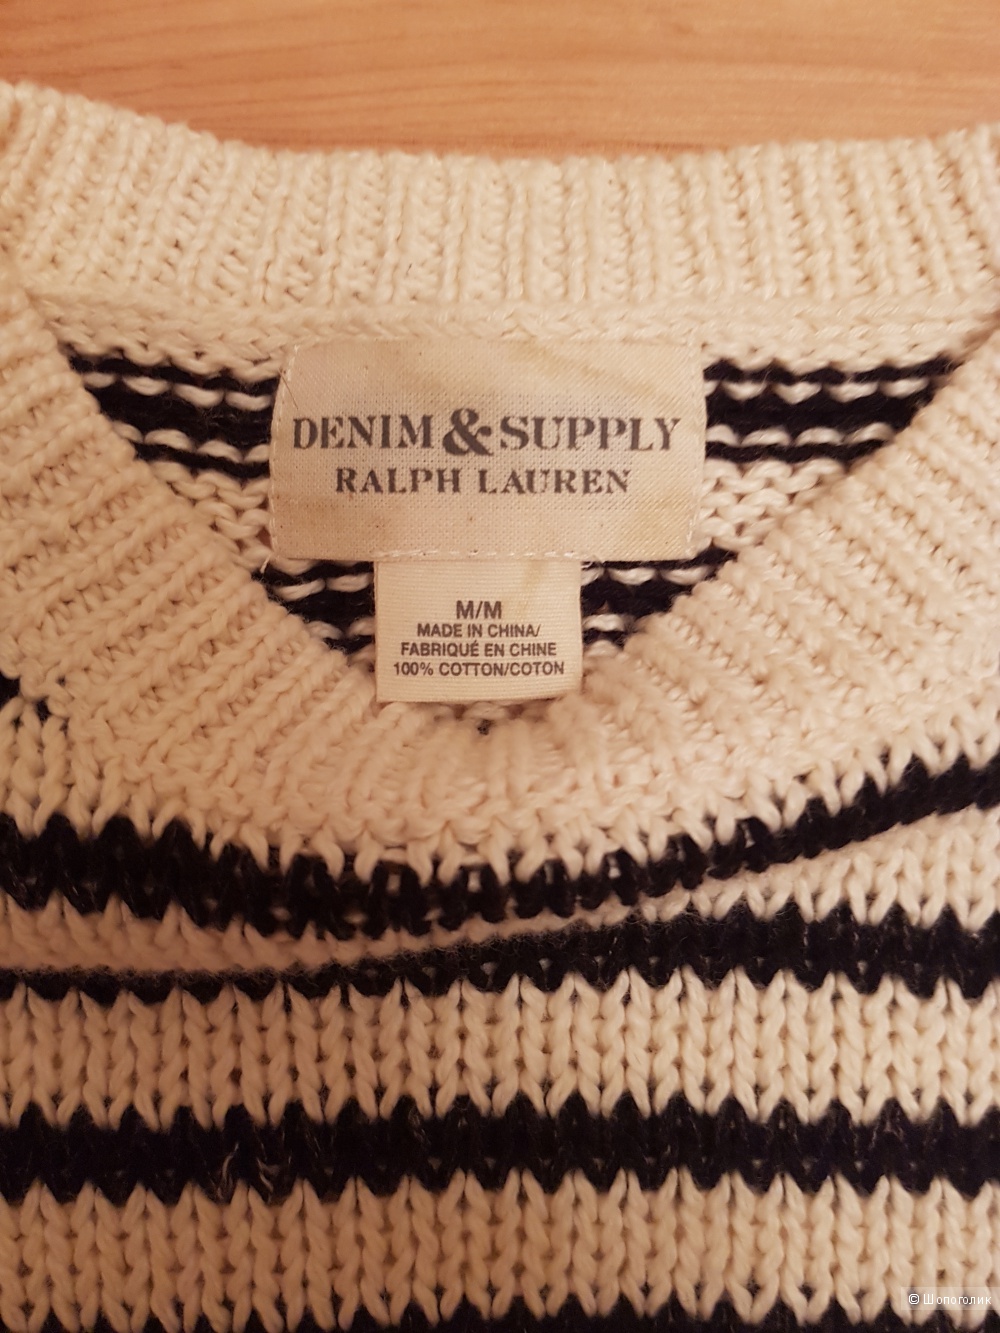 DENIM & SUPPLY
RALPH LAUREN
M/M
MADE IN CHINA/
FABRIQUÉ EN CHINE
100% COTTON/COTON
© Шопоголик